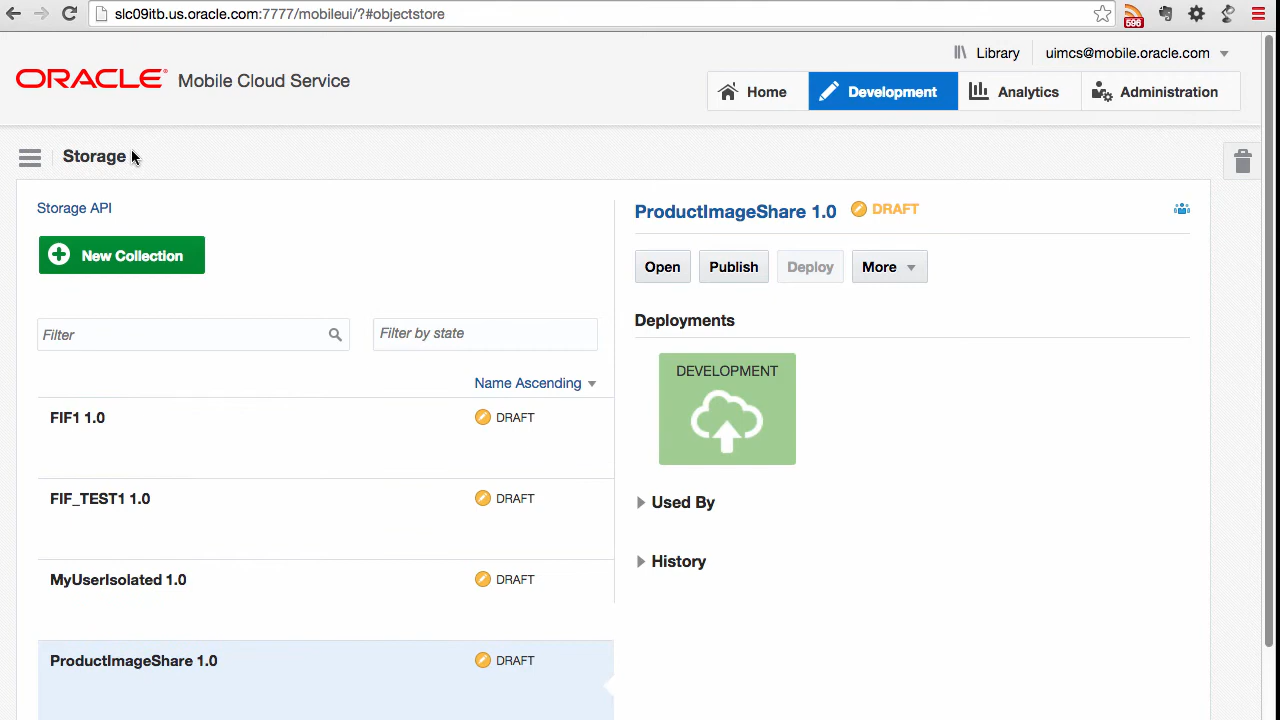 slc09itb.us.oracle.com:7777/mobileui/?#objectstore
596
Library
uimcs@mobile.oracle.com
ORACLE® Mobile Cloud Service
Home
Development
Analytics
Administration
Storage
Storage API
New Collection
Filter
Filter by state
Name Ascending
FIF1 1.0
DRAFT
FIF_TEST1 1.0
DRAFT
MyUserIsolated 1.0
DRAFT
ProductImageShare 1.0
DRAFT
ProductImageShare 1.0
DRAFT
Open
Publish
Deploy
More
Deployments
DEVELOPMENT
Used By
History